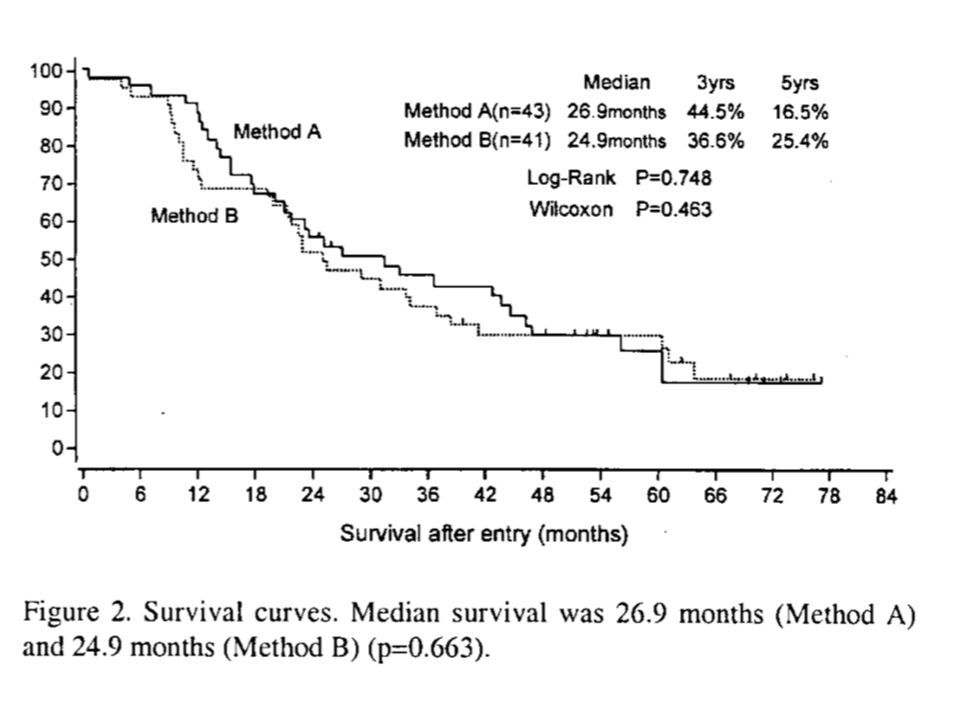 Median 3yrs 5yrs
Method A(n=43) 26.9months 44.5% 16.5%
Method B(n=41) 24.9months 36.6% 25.4%
Log-Rank P=0.748
Wilcoxon P=0.463
Method A
Method B
100
90
80
70
60
50
40
30
20
10
0
0 6 12 18 24 30 36 42 48 54 60 66 72 78 84
Survival after entry (months)
Figure 2. Survival curves. Median survival was 26.9 months (Method A)
and 24.9 months (Method B) (p=0.663).